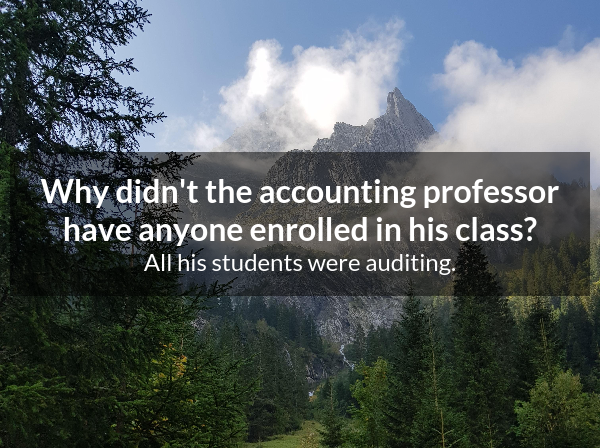 Why didn't the accounting professor
have anyone enrolled in his class?
All his students were auditing.